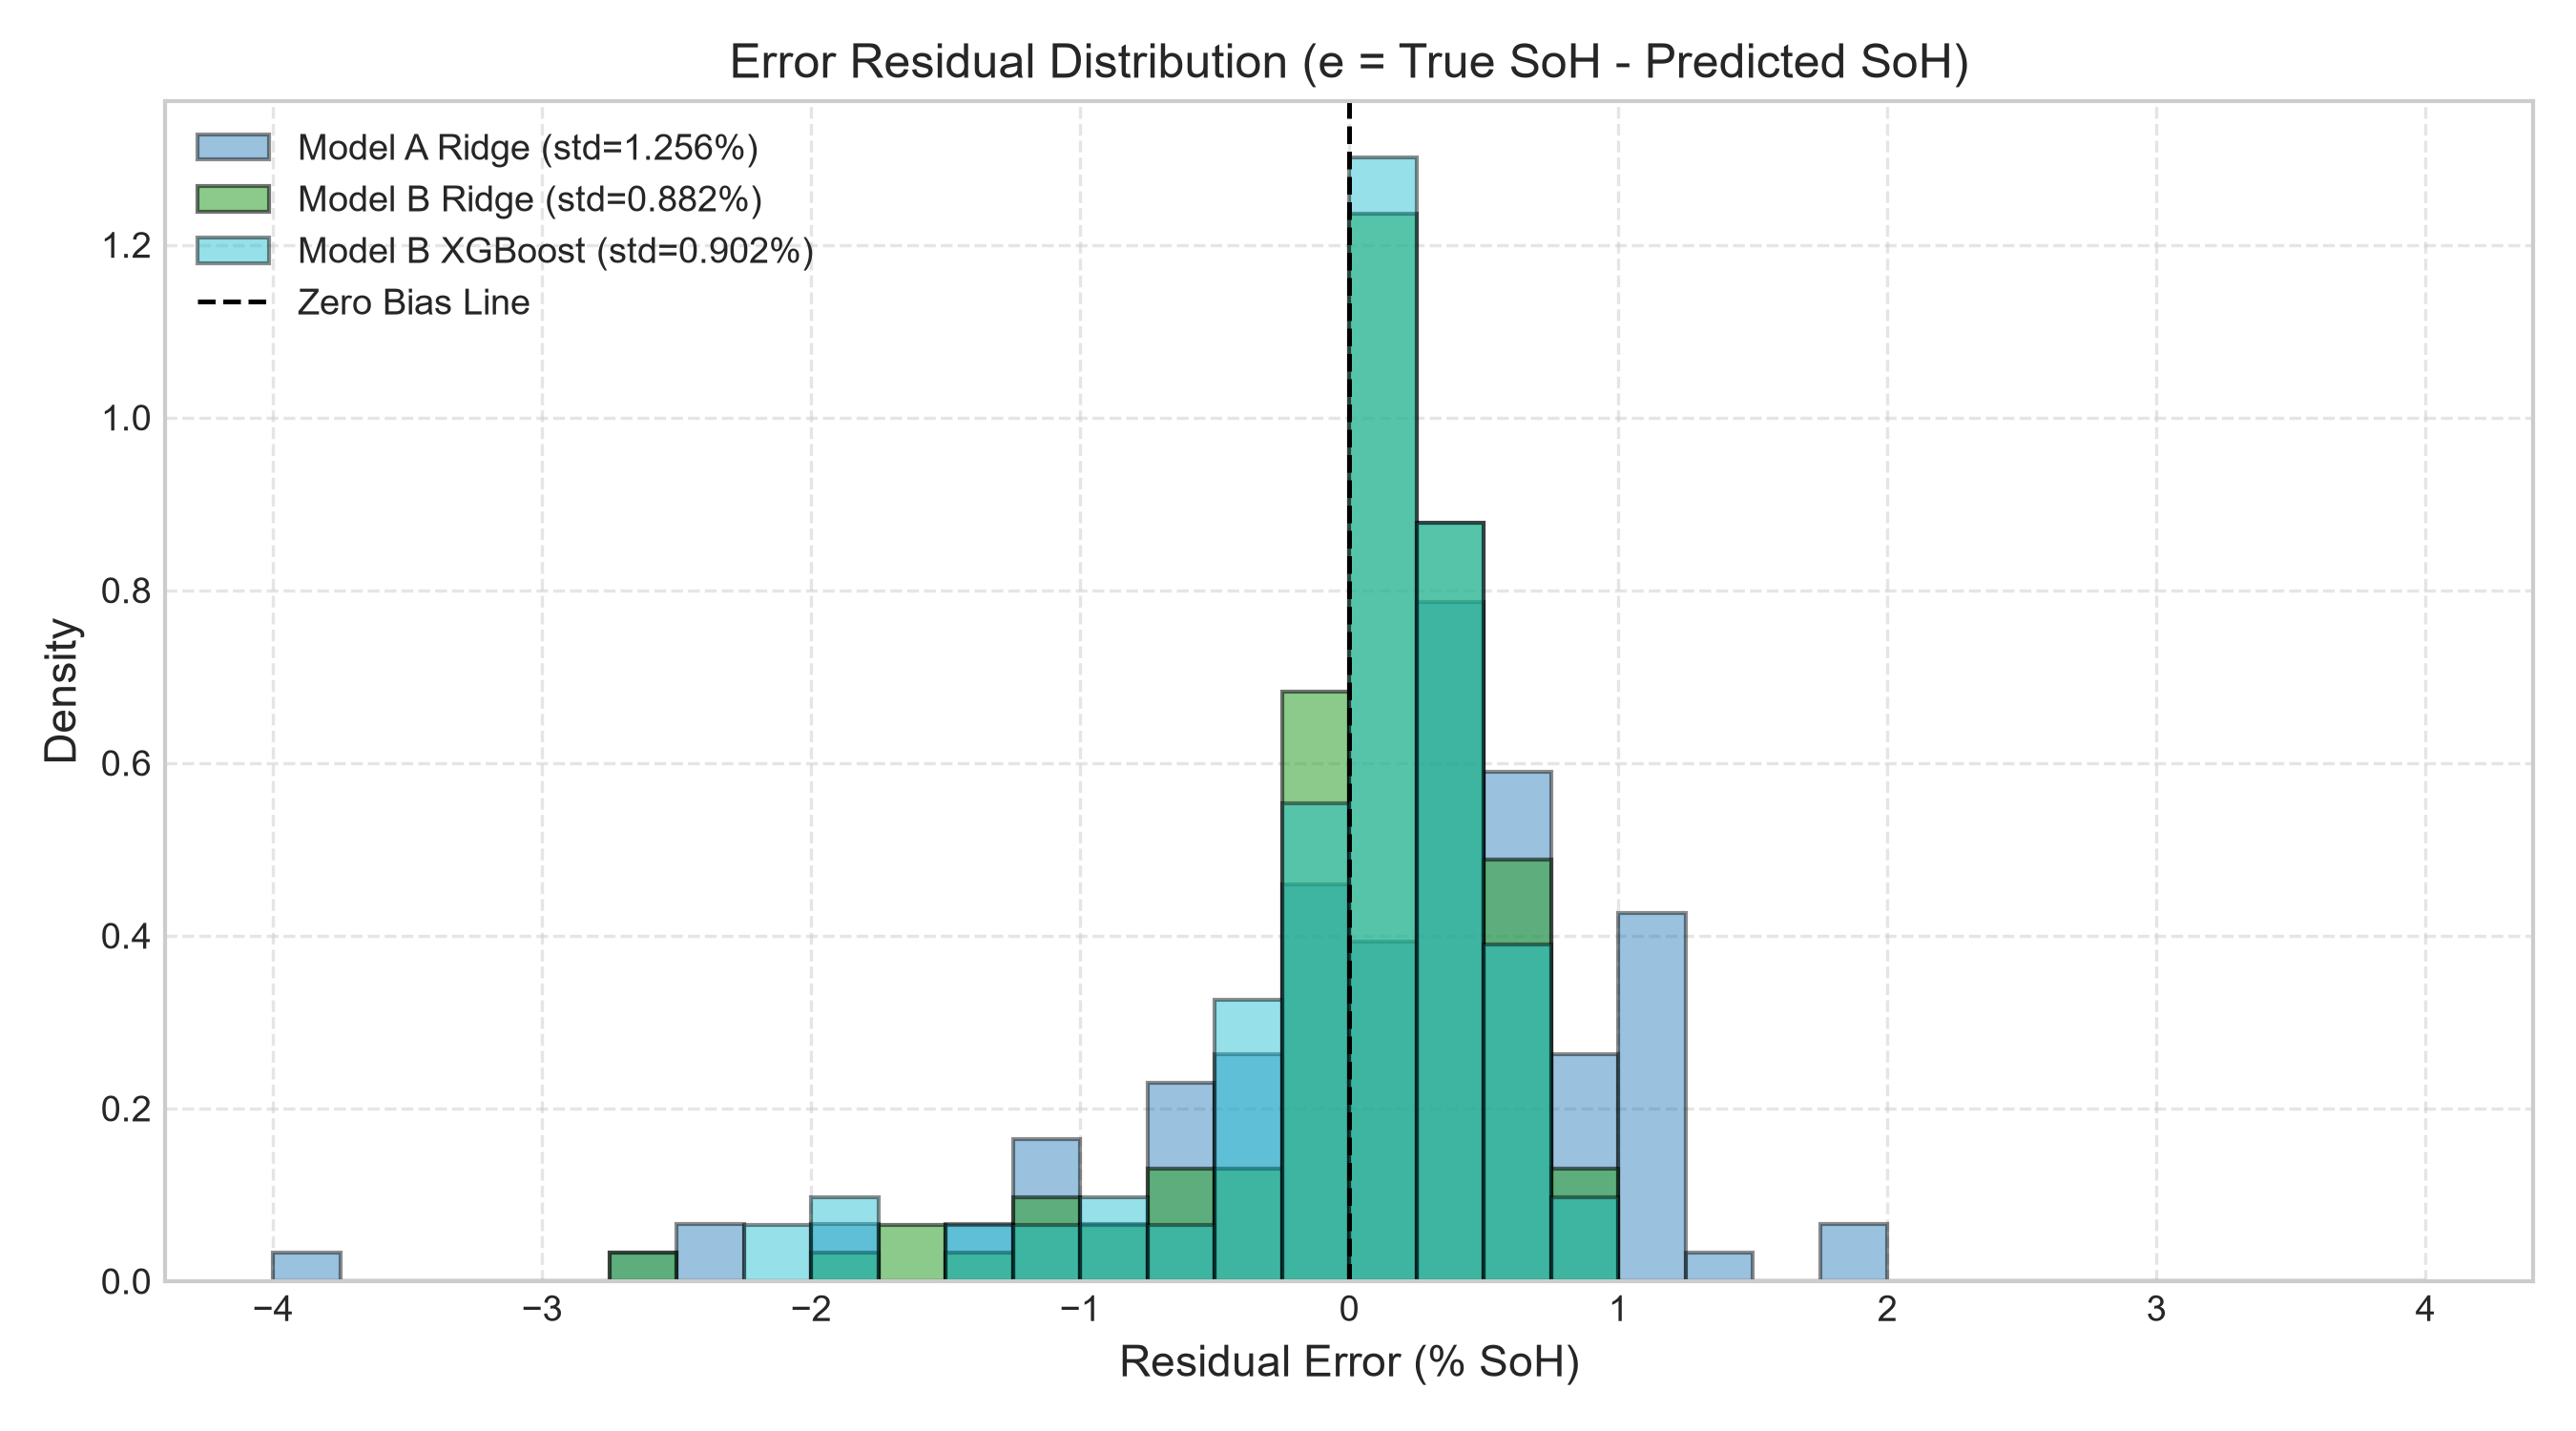 Error Residual Distribution (e = True SoH - Predicted SoH)
Model A Ridge (std=1.256%)
Model B Ridge (std=0.882%)
Model B XGBoost (std=0.902%)
Zero Bias Line
1.2
1.0
0.8
0.6
0.4
0.2
0.0
Density
−4 −3 −2 −1 0 1 2 3 4
Residual Error (% SoH)